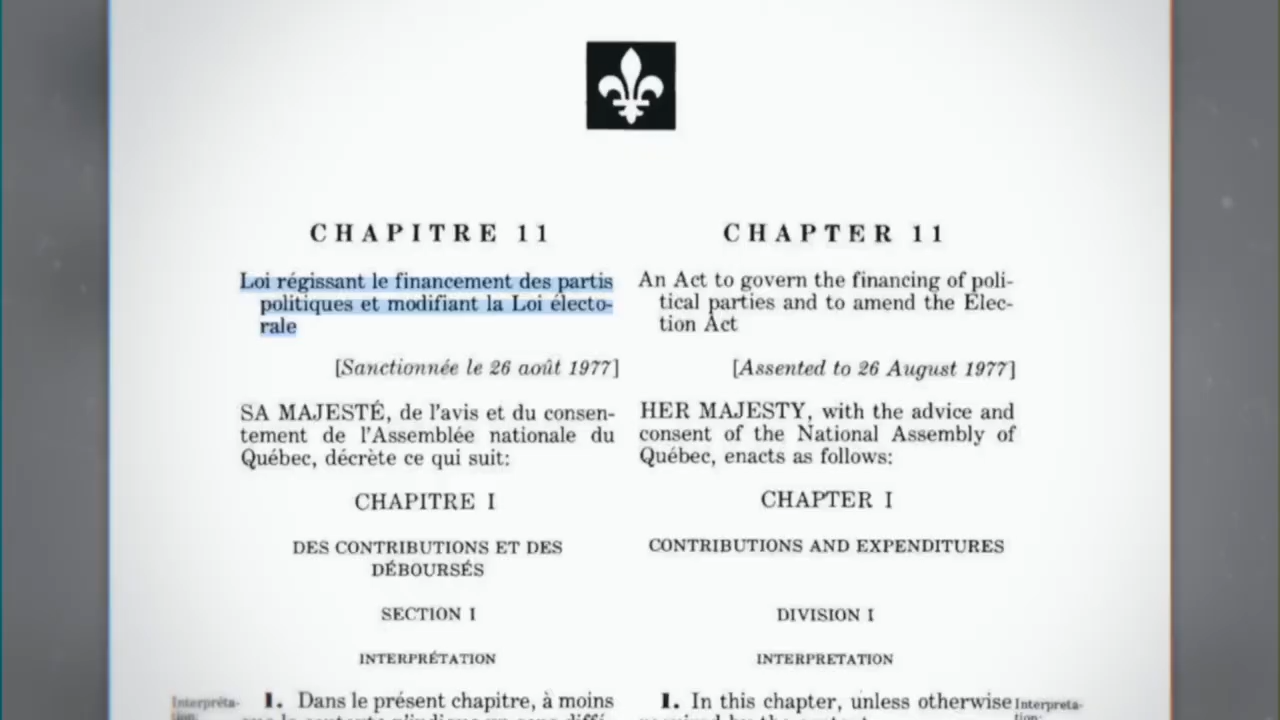 CHAPITRE 11
Loi régissant le financement des partis
politiques et modifiant la Loi électo-
rale
[Sanctionnée le 26 août 1977]
SA MAJESTÉ, de l'avis et du consen-
tement de l'Assemblée nationale du
Québec, décrète ce qui suit:
CHAPITRE I
DES CONTRIBUTIONS ET DES
DÉBOURSÉS
SECTION I
INTERPRÉTATION
Interpréta-
tion:
1. Dans le présent chapitre, à moins
CHAPTER 11
An Act to govern the financing of poli-
tical parties and to amend the Elec-
tion Act
[Assented to 26 August 1977]
HER MAJESTY, with the advice and
consent of the National Assembly of
Québec, enacts as follows:
CHAPTER I
CONTRIBUTIONS AND EXPENDITURES
DIVISION I
INTERPRETATION
1. In this chapter, unless otherwise
Interpreta-
tion: